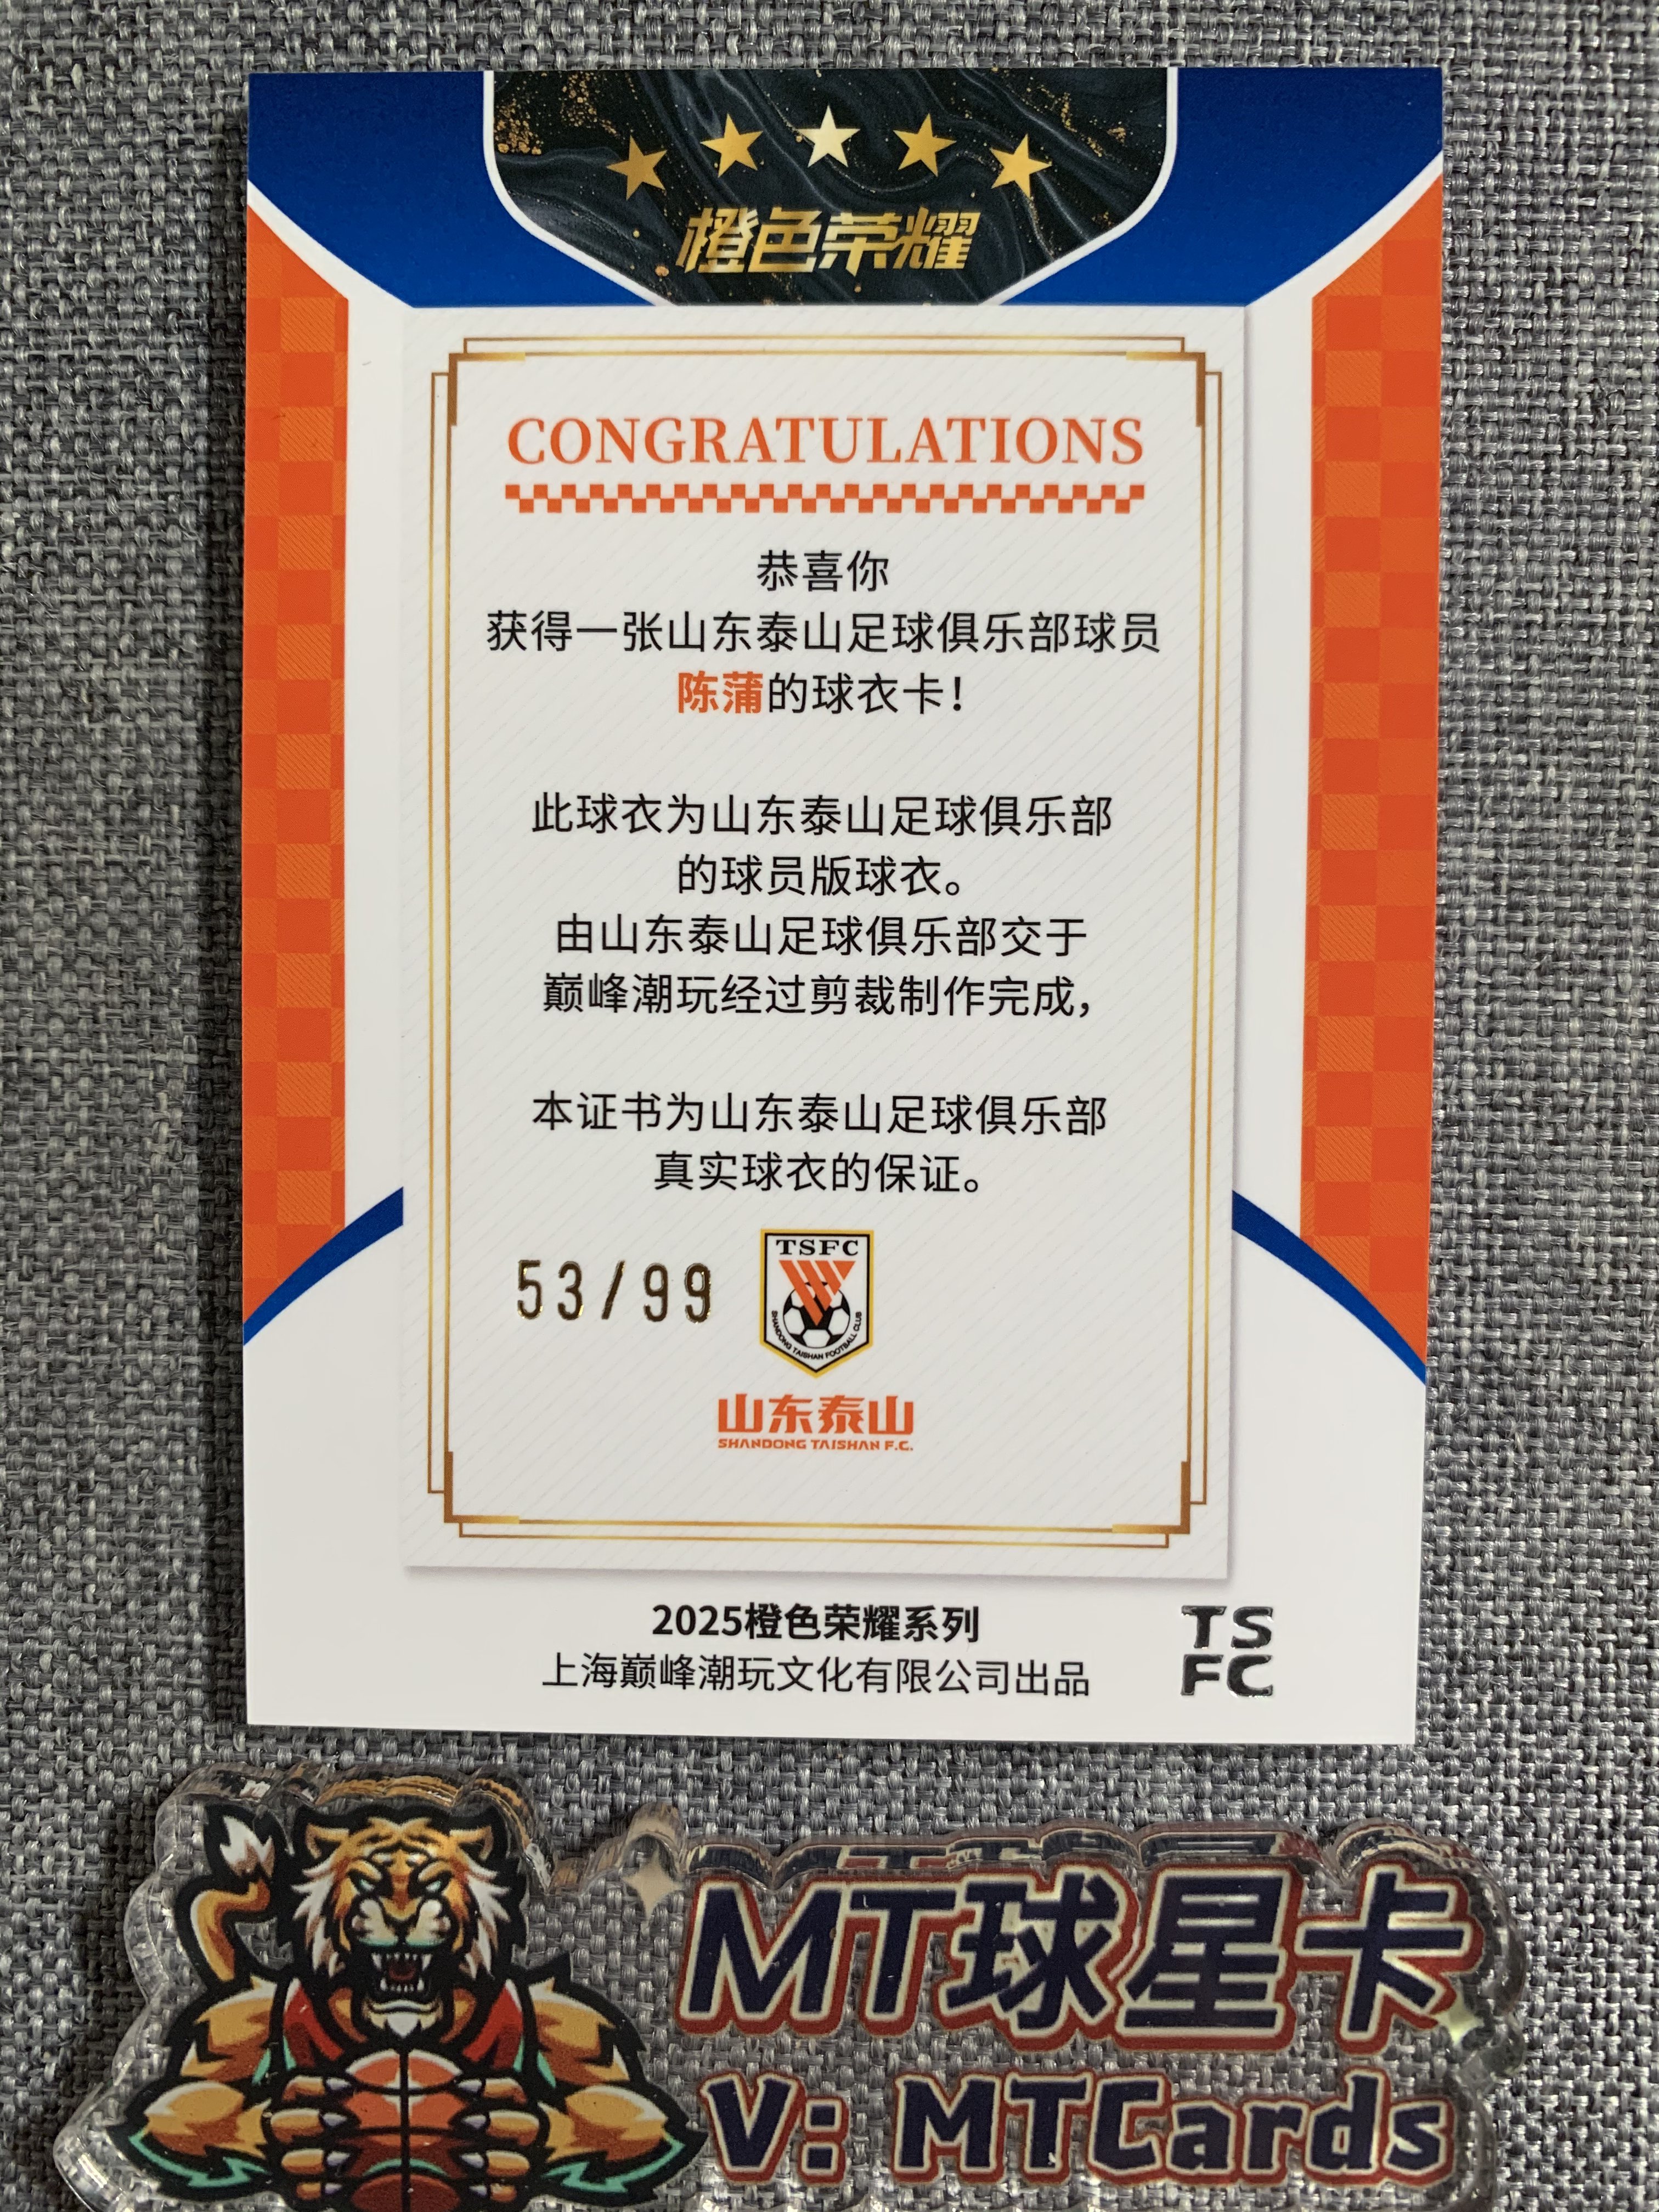 橙色荣耀
CONGRATULATIONS
恭喜你
获得一张山东泰山足球俱乐部球员
陈蒲的球衣卡！
此球衣为山东泰山足球俱乐部
的球员版球衣。
由山东泰山足球俱乐部交于
巅峰潮玩经过剪裁制作完成，
本证书为山东泰山足球俱乐部
真实球衣的保证。
53/99
TSFC
SHANDONG TAISHAN FOOTBALL CLUB
山东泰山
SHANDONG TAISHAN F.C.
2025橙色荣耀系列
上海巅峰潮玩文化有限公司出品
TS
FC
MT球星卡
V: MTCards